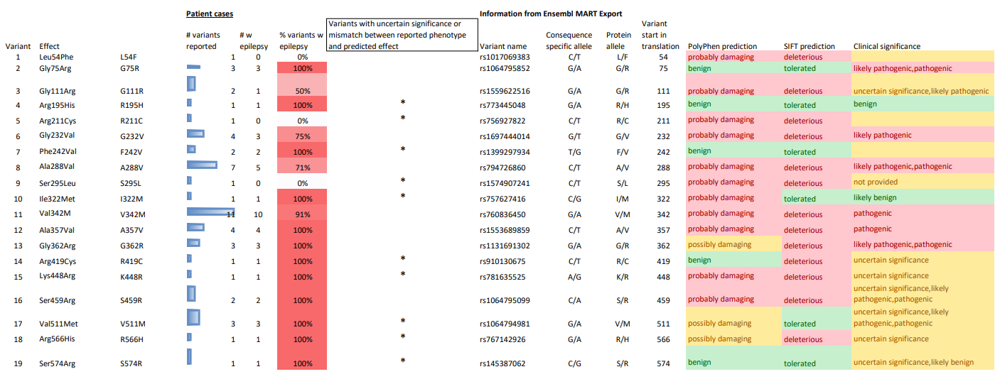 Patient cases Information from Ensembl MART Export
Variants with uncertain significance or mismatch between reported phenotype and predicted effect
Variant Effect # variants reported # w epilepsy % variants w epilepsy Variant name Consequence specific allele Protein allele Variant start in translation PolyPhen prediction SIFT prediction Clinical significance
1 Leu54Phe L54F 1 0 0% rs1017069383 C/T L/F 54 probably damaging deleterious
2 Gly75Arg G75R 3 3 100% rs1064795852 G/A G/R 75 benign tolerated likely pathogenic,pathogenic
3 Gly111Arg G111R 2 1 50% rs1559622516 G/A G/R 111 probably damaging deleterious uncertain significance,likely pathogenic
4 Arg195His R195H 1 1 100% * rs773445048 G/A R/H 195 benign tolerated benign
5 Arg211Cys R211C 1 0 0% * rs756927822 C/T R/C 211 probably damaging deleterious
6 Gly232Val G232V 4 3 75% rs1697444014 G/T G/V 232 probably damaging deleterious likely pathogenic
7 Phe242Val F242V 2 2 100% * rs1399297934 T/G F/V 242 benign tolerated
8 Ala288Val A288V 7 5 71% rs794726860 C/T A/V 288 probably damaging deleterious likely pathogenic,pathogenic
9 Ser295Leu S295L 1 0 0% * rs1574907241 C/T S/L 295 probably damaging deleterious not provided
10 Ile322Met I322M 1 1 100% * rs757627416 C/G I/M 322 probably damaging tolerated likely benign
11 Val342M V342M 11 10 91% rs760836450 G/A V/M 342 probably damaging deleterious pathogenic
12 Ala357Val A357V 4 4 100% rs1553689859 C/T A/V 357 probably damaging deleterious pathogenic
13 Gly362Arg G362R 3 3 100% rs1131691302 G/A G/R 362 possibly damaging deleterious likely pathogenic,pathogenic
14 Arg419Cys R419C 1 1 100% * rs910130675 C/T R/C 419 benign deleterious uncertain significance
15 Lys448Arg K448R 1 1 100% * rs781635525 A/G K/R 448 probably damaging deleterious uncertain significance
16 Ser459Arg S459R 2 2 100% rs1064795099 C/A S/R 459 probably damaging deleterious uncertain significance,likely pathogenic,pathogenic
17 Val511Met V511M 3 3 100% * rs1064794981 G/A V/M 511 possibly damaging tolerated uncertain significance,likely pathogenic,pathogenic
18 Arg566His R566H 1 1 100% * rs767142926 G/A R/H 566 possibly damaging deleterious uncertain significance
19 Ser574Arg S574R 1 1 100% * rs145387062 C/G S/R 574 benign tolerated uncertain significance,likely benign